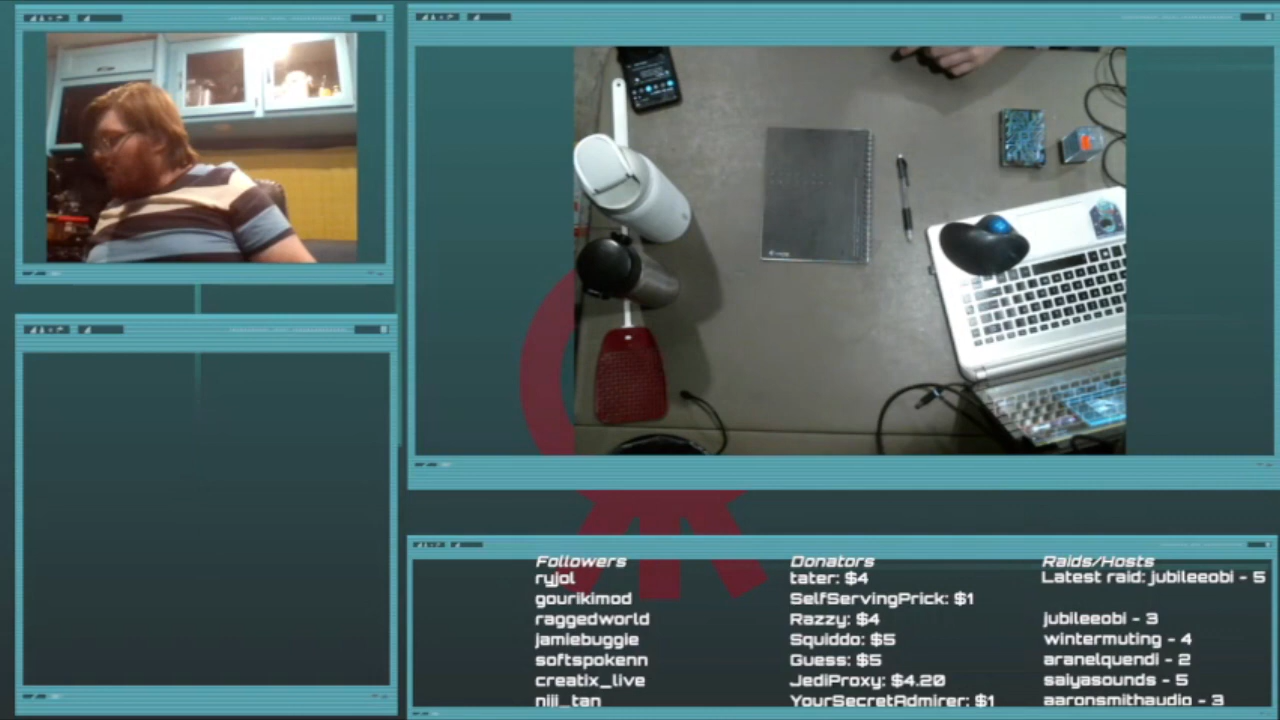 Followers
ryjol
gourikimod
raggedworld
jamiebuggie
softspokenn
creatix_live
niji_tan
Donators
tater: $4
SelfServingPrick: $1
Razzy: $4
Squiddo: $5
Guess: $5
JediProxy: $4.20
YourSecretAdmirer: $1
Raids/Hosts
Latest raid: jubileeobi - 5
jubileeobi - 3
wintermuting - 4
aranelquendi - 2
saiyasounds - 5
aaronsmithaudio - 3